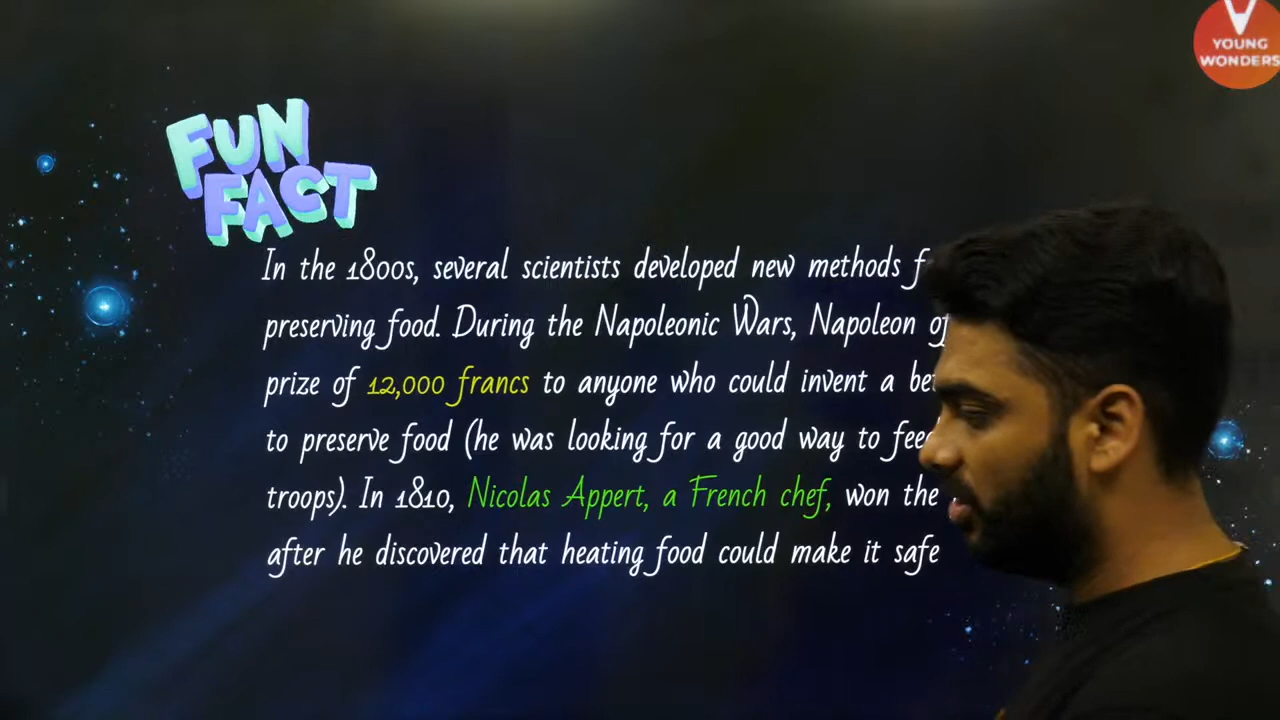 YOUNG
WONDERS
FUN
FACT
In the 1800s, several scientists developed new methods
preserving food. During the Napoleonic Wars, Napoleon
prize of 12,000 francs to anyone who could invent a
to preserve food (he was looking for a good way to
troops). In 1810, Nicolas Appert, a French chef, won the
after he discovered that heating food could make it safe